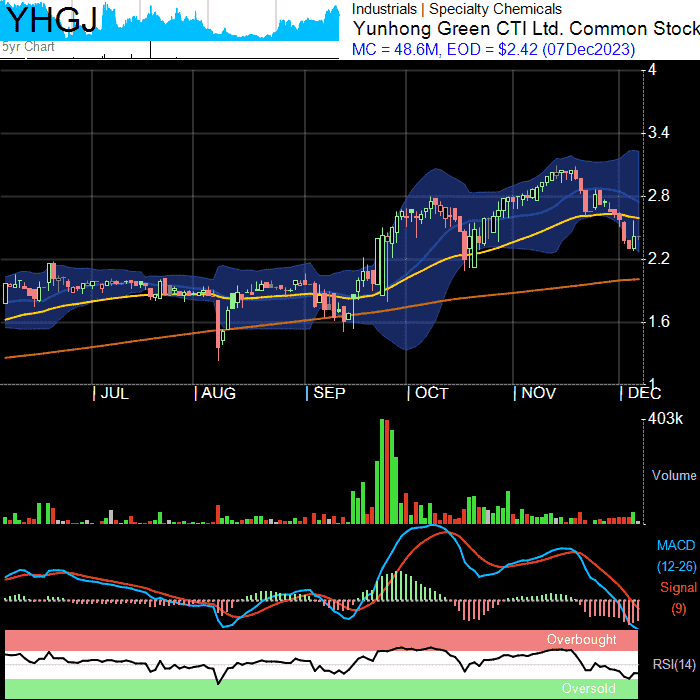 YHGJ
5yr Chart
Industrials | Specialty Chemicals
Yunhong Green CTI Ltd. Common Stock
MC = 48.6M, EOD = $2.42 (07Dec2023)
4
3.4
2.8
2.2
1.6
1
JUL
AUG
SEP
OCT
NOV
DEC
403k
Volume
MACD
(12-26)
Signal
(9)
Overbought
RSI(14)
Oversold